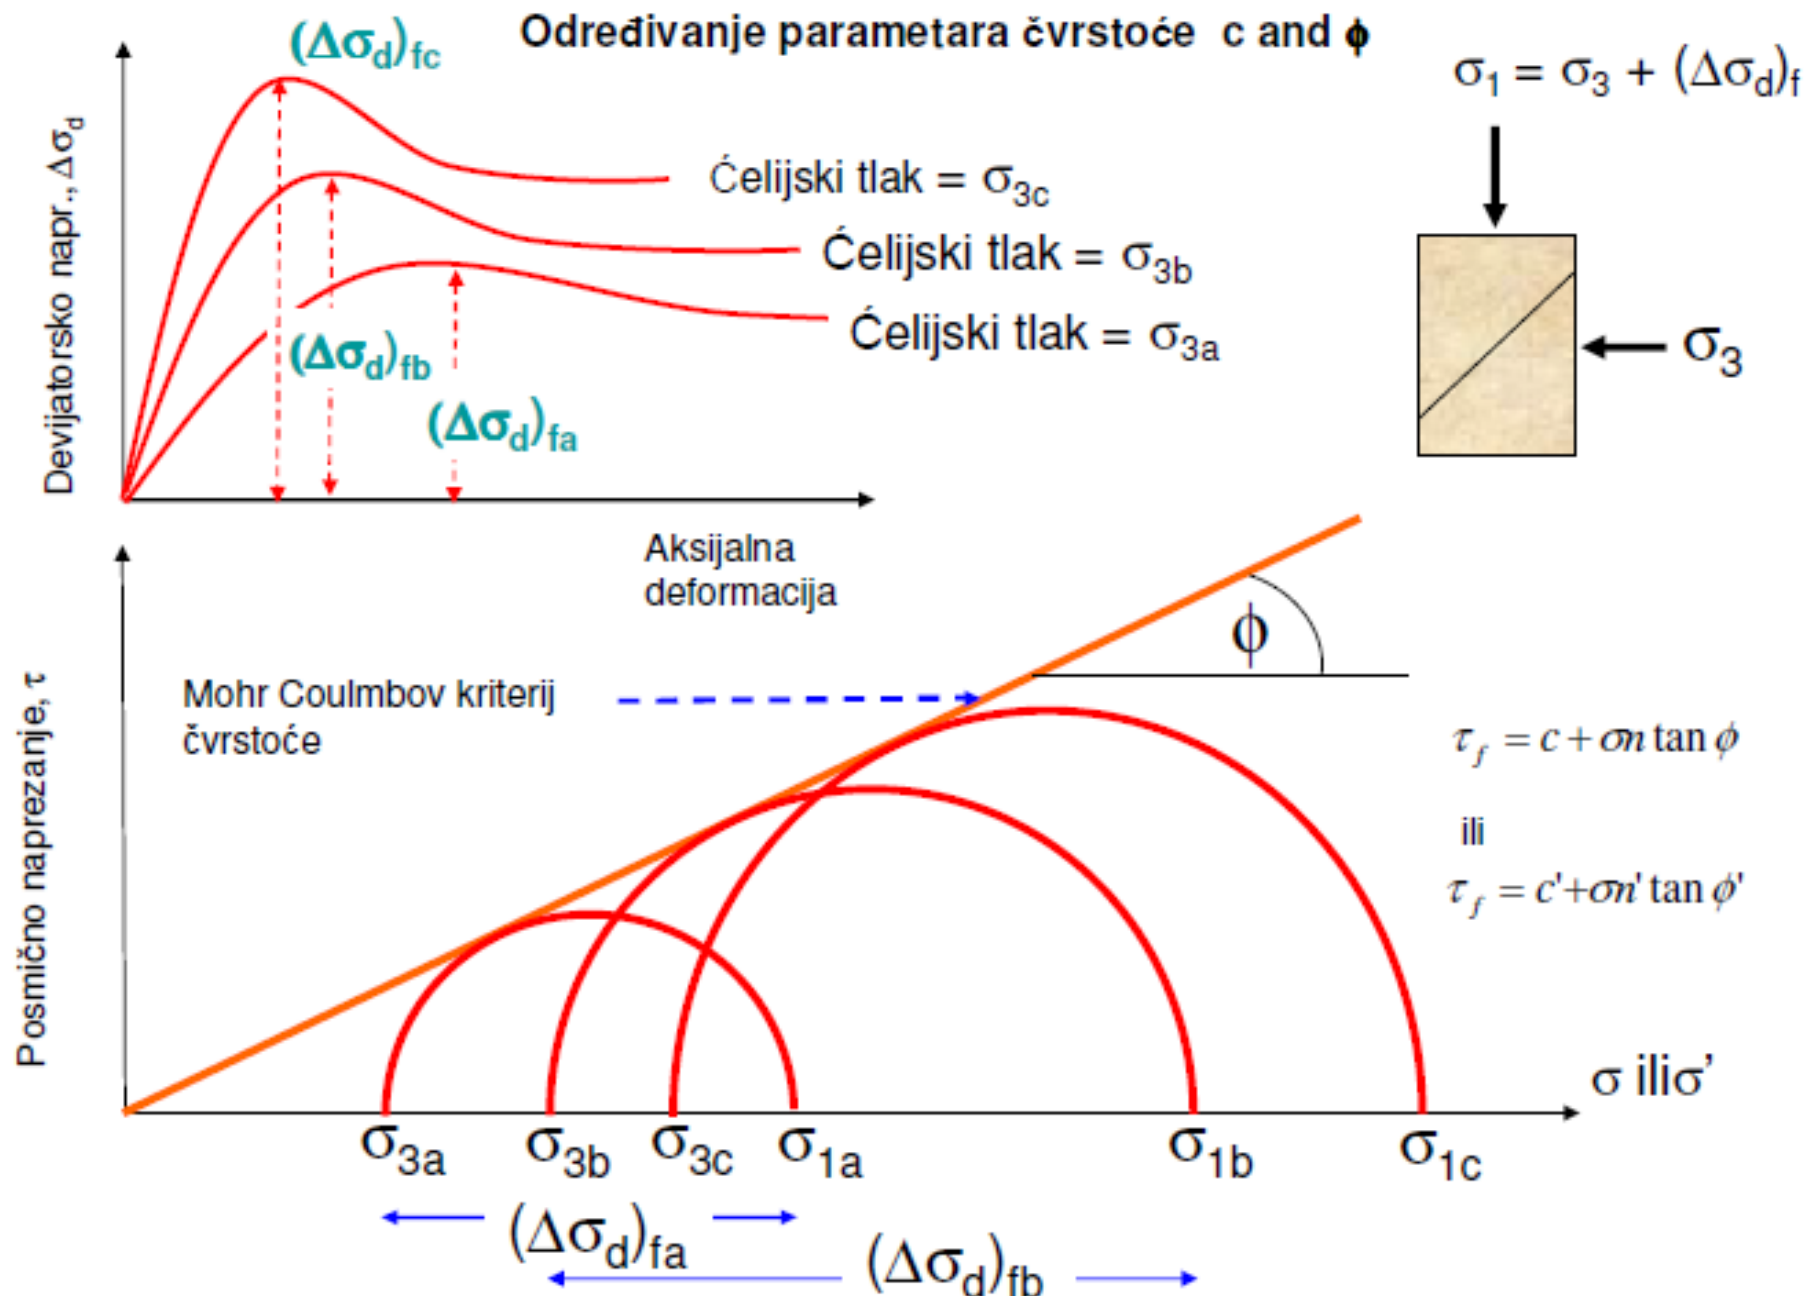 Određivanje parametara čvrstoće c and ϕ
(Δσd)fc
σ1 = σ3 + (Δσd)f
Devijatorsko napr., Δσd
Ćelijski tlak = σ3c
Ćelijski tlak = σ3b
Ćelijski tlak = σ3a
(Δσd)fb
(Δσd)fa
σ3
Aksijalna
deformacija
ϕ
Posmično naprezanje, τ
Mohr Coulmbov kriterij
čvrstoće
τf = c + σn tan ϕ
ili
τf = c'+σn' tan ϕ'
σ iliσ’
σ3a σ3b σ3c σ1a σ1b σ1c
(Δσd)fa
(Δσd)fb